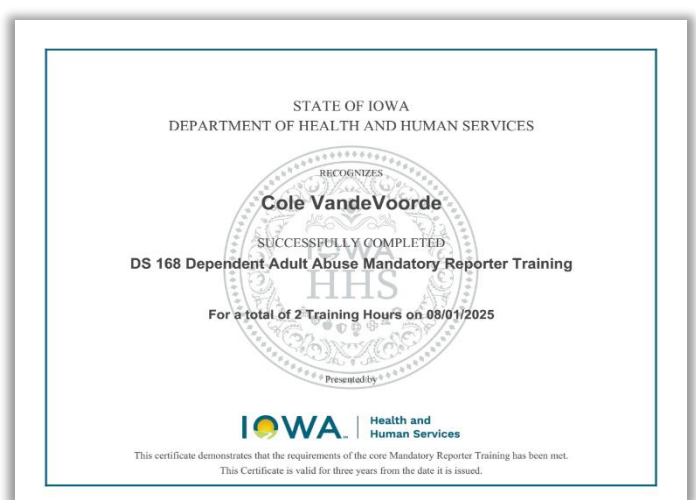 STATE OF IOWA
DEPARTMENT OF HEALTH AND HUMAN SERVICES
RECOGNIZES
Cole VandeVoorde
SUCCESSFULLY COMPLETED
IOWA
DS 168 Dependent Adult Abuse Mandatory Reporter Training
HHS
For a total of 2 Training Hours on 08/01/2025
Presented by
IOWA
Health and
Human Services
This certificate demonstrates that the requirements of the core Mandatory Reporter Training has been met.
This Certificate is valid for three years from the date it is issued.